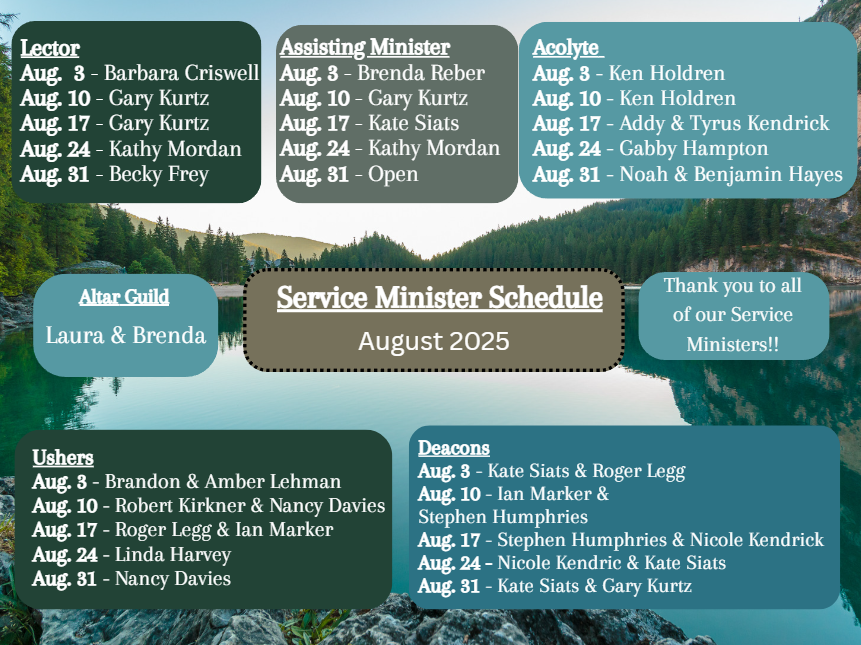 Lector
Aug.  3 - Barbara Criswell
Aug. 10 - Gary Kurtz
Aug. 17 - Gary Kurtz
Aug. 24 - Kathy Mordan
Aug. 31 - Becky Frey
Assisting Minister
Aug. 3 - Brenda Reber
Aug. 10 - Gary Kurtz
Aug. 17 - Kate Siats
Aug. 24 - Kathy Mordan
Aug. 31 - Open
Acolyte
Aug. 3 - Ken Holdren
Aug. 10 - Ken Holdren
Aug. 17 - Addy & Tyrus Kendrick
Aug. 24 - Gabby Hampton
Aug. 31 - Noah & Benjamin Hayes
Altar Guild
Laura & Brenda
Service Minister Schedule
August 2025
Thank you to all
of our Service
Ministers!!
Ushers
Aug. 3 - Brandon & Amber Lehman
Aug. 10 - Robert Kirkner & Nancy Davies
Aug. 17 - Roger Legg & Ian Marker
Aug. 24 - Linda Harvey
Aug. 31 - Nancy Davies
Deacons
Aug. 3 - Kate Siats & Roger Legg
Aug. 10 - Ian Marker &
Stephen Humphries
Aug. 17 - Stephen Humphries & Nicole Kendrick
Aug. 24 - Nicole Kendric & Kate Siats
Aug. 31 - Kate Siats & Gary Kurtz